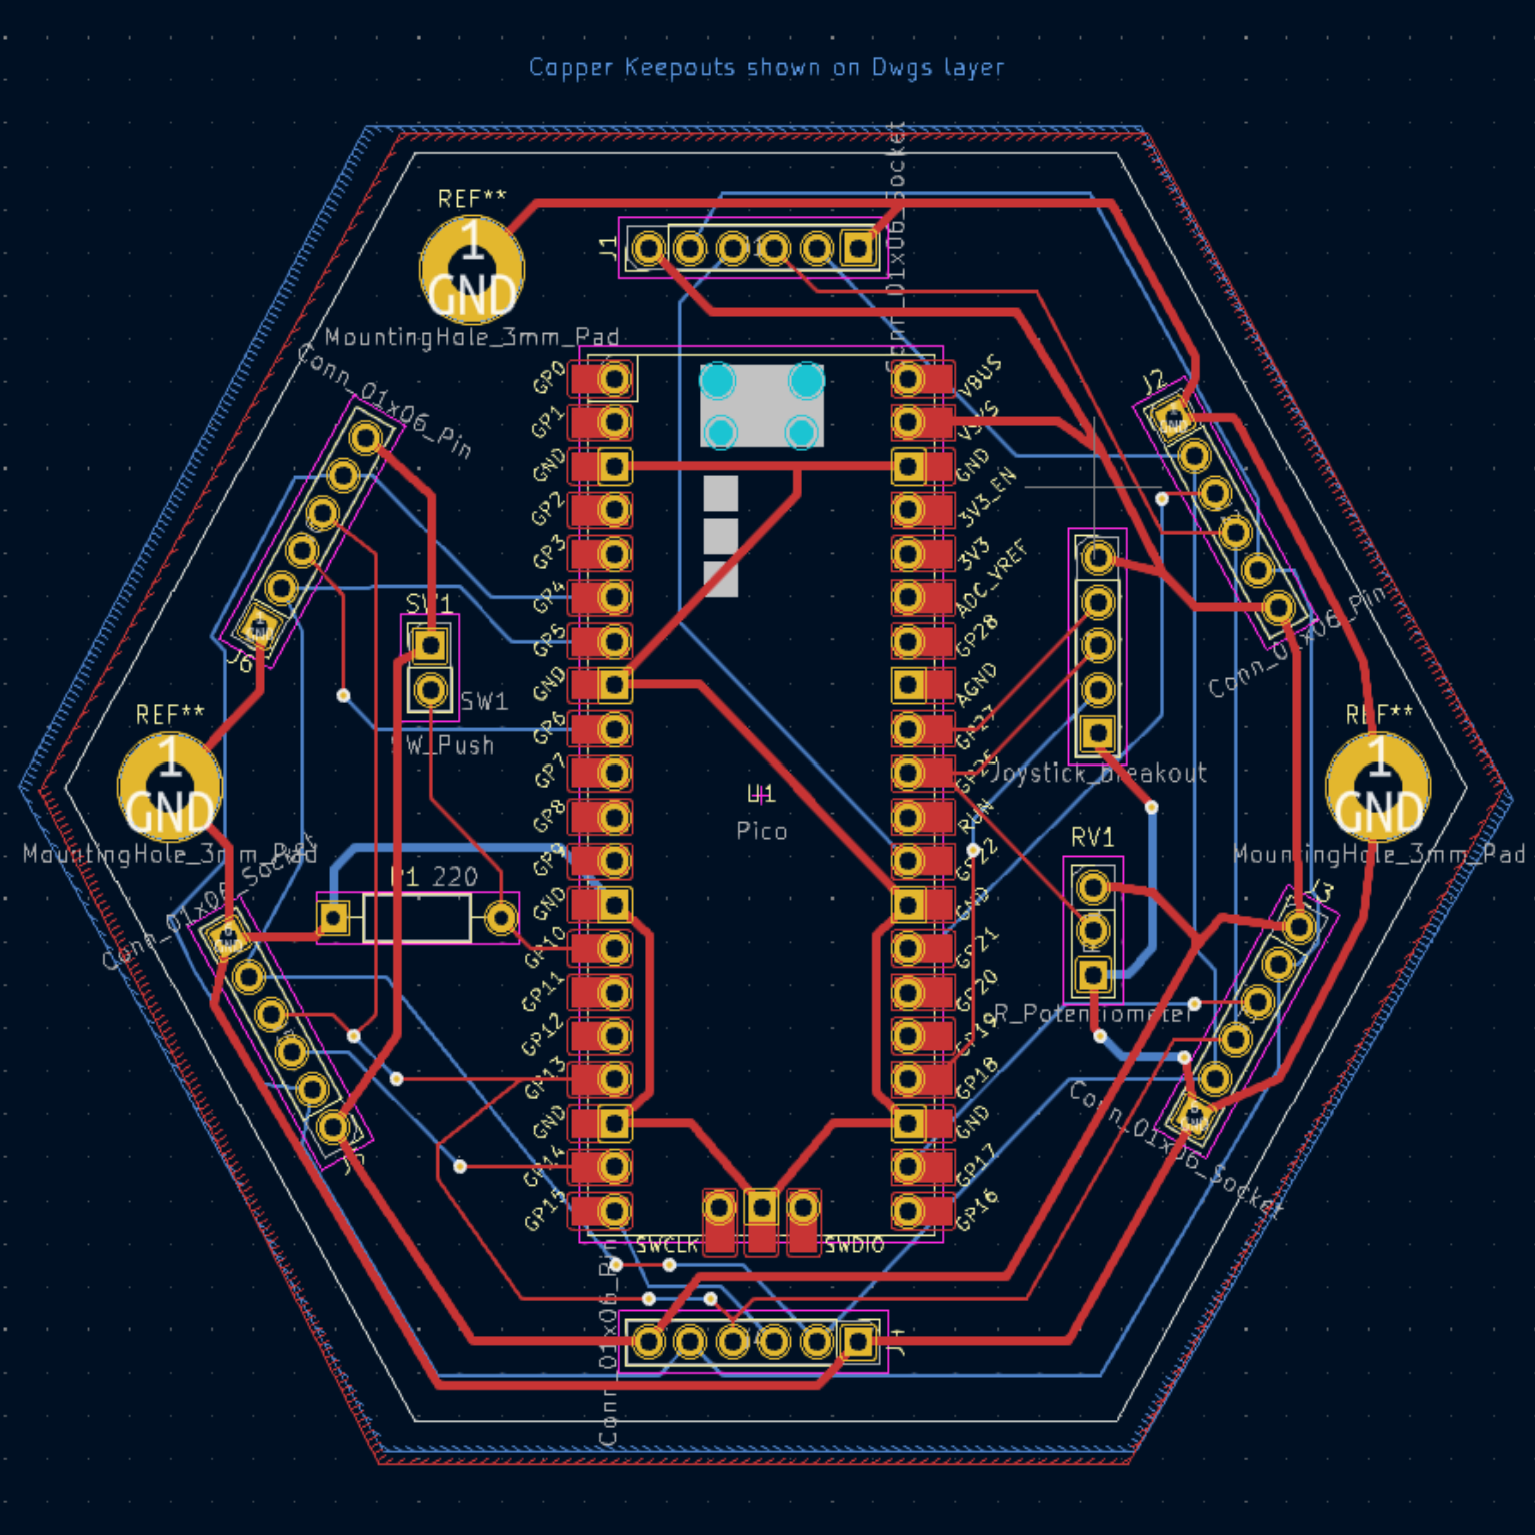 Copper Keepouts shown on Dwgs layer
REF**
1
GND
MountingHole_3mm_Pad
J1
Conn_01x06_Socket
Conn_01x06_Pin
J6
GND
J2
GND
Conn_01x06_Pin
GP0
GP1
GND
GP2
GP3
GP4
GP5
GND
GP6
GP7
GP8
GP9
GND
GP10
GP11
GP12
GP13
GND
GP14
GP15
VBUS
VSYS
GND
3V3_EN
3V3
ADC_VREF
GP28
AGND
GP27
GP26
RUN
GP22
GND
GP21
GP20
GP19
GP18
GND
GP17
GP16
SW1
SW1
SW_Push
Joystick_breakout
U1
Pico
REF**
1
GND
MountingHole_3mm_Pad
REF**
1
GND
MountingHole_3mm_Pad
RV1
R_Potentiometer
220
Conn_01x06_Socket
GND
J3
GND
Conn_01x06_Socket
SWCLK
SWDIO
Conn_01x06_Pin
J4